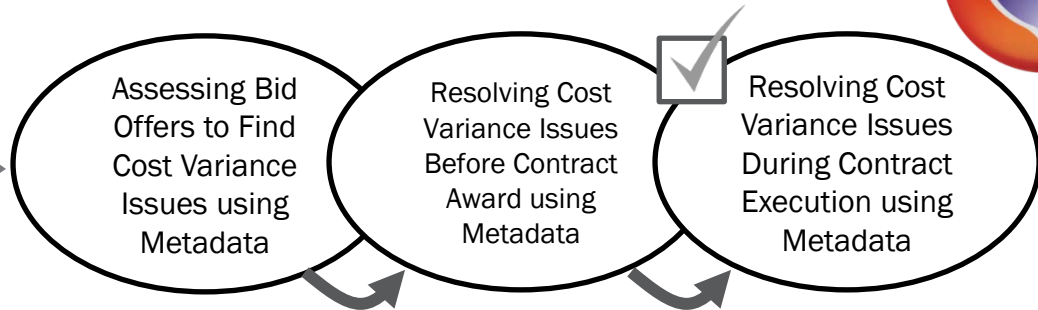 Assessing Bid
Offers to Find
Cost Variance
Issues using
Metadata
Resolving Cost
Variance Issues
Before Contract
Award using
Metadata
Resolving Cost
Variance Issues
During Contract
Execution using
Metadata